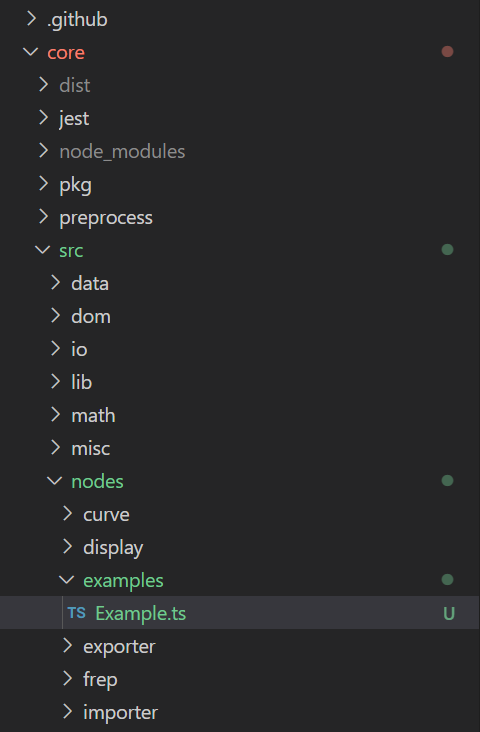 .github
core
dist
jest
node_modules
pkg
preprocess
src
data
dom
io
lib
math
misc
nodes
curve
display
examples
TS Example.ts U
exporter
frep
importer